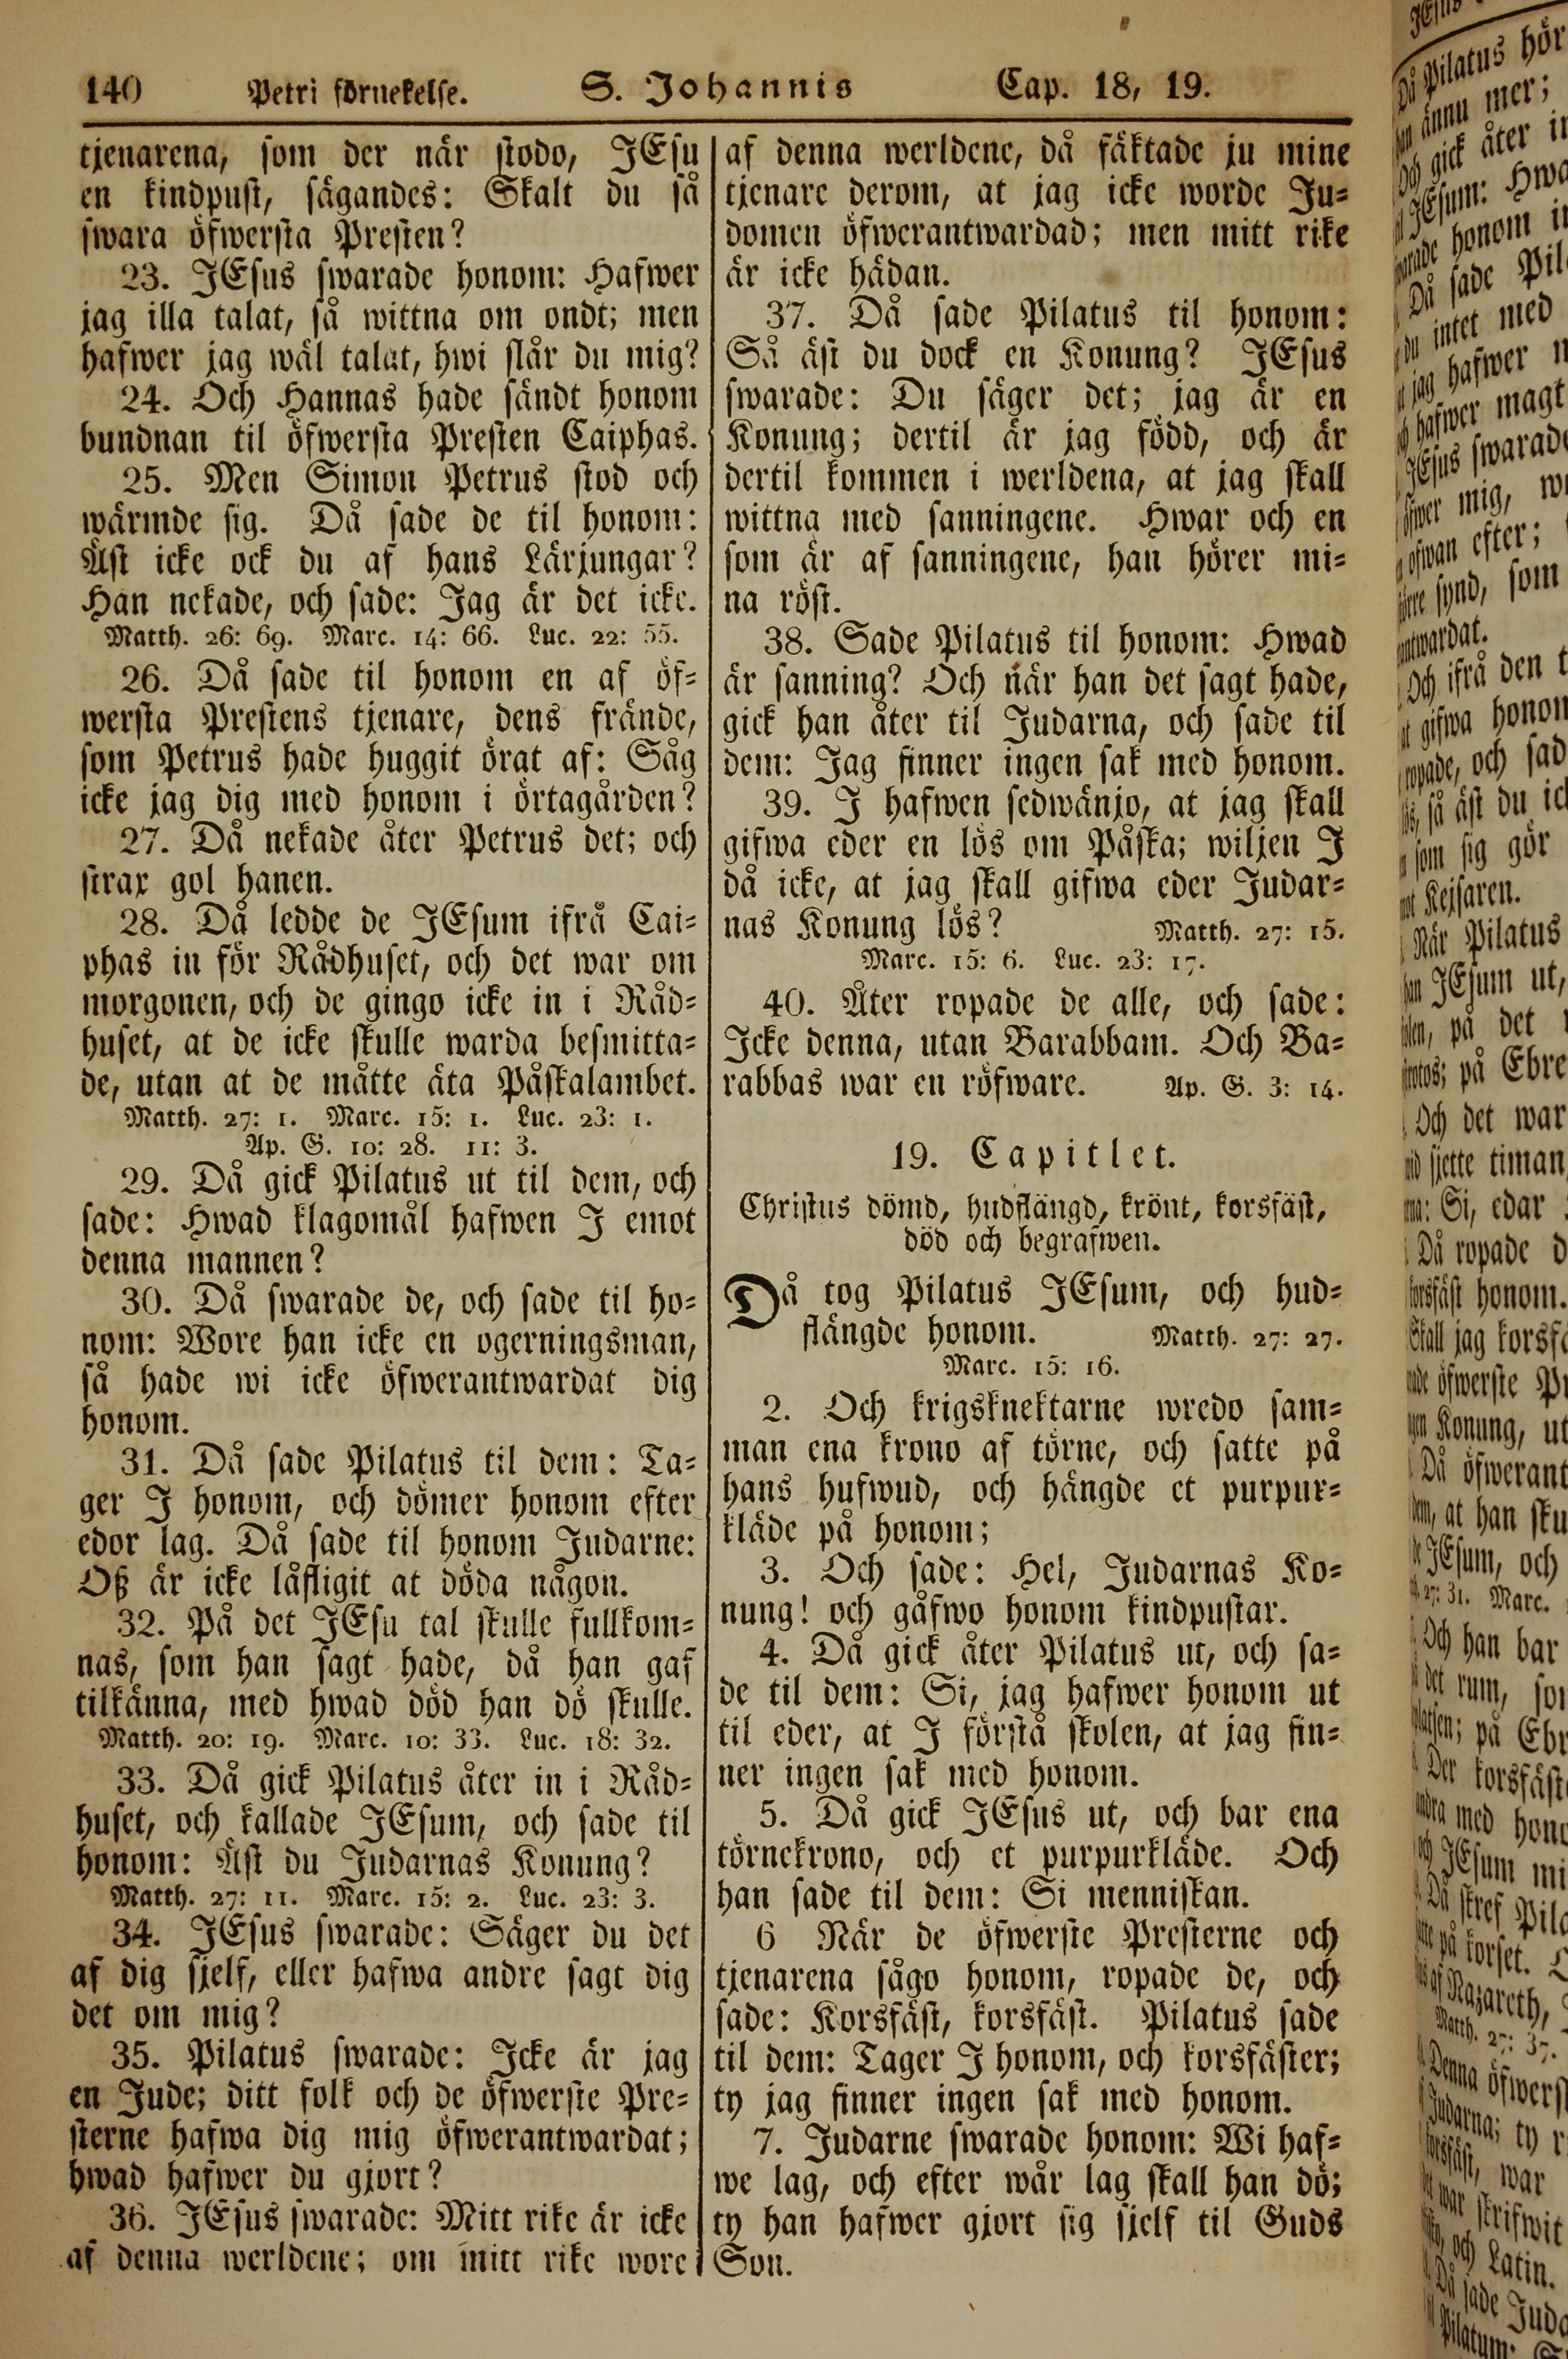 140 Petri förnekelse. S. Johannis Cap. 18, 19.
tjenarena, som der når stodo, JEsu
en kindpust, sägandes: Skalt du så
swara öfwersta Presten?
23. JEsus swarade honom: Hafwer
jag illa talat, så wittna om ondt; men
hafwer jag wäl talat, hwi slår du mig?
24. Och Hannas hade sändt honom
bundnan til öfwersta Presten Caiphas.
25. Men Simon Petrus stod och
wärmde sig. Då sade de til honom:
Äst icke ock du af hans Lärjungar?
Han nekade, och sade: Jag är det icke.
Matth. 26: 69. Marc. 14: 66. Luc. 22: 55.
26. Då sade til honom en af öf-
wersta Prestens tjenare, dens frände,
som Petrus hade huggit örat af: Såg
icke jag dig med honom i örtagården?
27. Då nekade åter Petrus det; och
strax gol hanen.
28. Då ledde de JEsum ifrå Cai-
phas in för Rådhuset, och det war om
morgonen, och de gingo icke in i Råd-
huset, at de icke skulle warda besmitta-
de, utan at de måtte äta Påskalambet.
Matth. 27: 1. Marc. 15: 1. Luc. 23: 1.
Ap. G. 10: 28. 11: 3.
29. Då gick Pilatus ut til dem, och
sade: Hwad klagomål hafwen I emot
denna mannen?
30. Då swarade de, och sade til ho-
nom: Wore han icke en ogerningsman,
så hade wi icke öfwerantwardat dig
honom.
31. Då sade Pilatus til dem: Ta-
ger I honom, och dömer honom efter
edor lag. Då sade til honom Judarne:
Oß är icke låfligit at döda någon.
32. På det JEsu tal skulle fullkom-
nas, som han sagt hade, då han gaf
tilkänna, med hwad död han dö skulle.
Matth. 20: 19. Marc. 10: 33. Luc. 18: 32.
33. Då gick Pilatus åter in i Råd-
huset, och kallade JEsum, och sade til
honom: Äst du Judarnas Konung?
Matth. 27: 11. Marc. 15: 2. Luc. 23: 3.
34. JEsus swarade: Säger du det
af dig sjelf, eller hafwa andre sagt dig
det om mig?
35. Pilatus swarade: Icke är jag
en Jude; ditt folk och de öfwerste Pre-
sterne hafwa dig mig öfwerantwardat;
hwad hafwer du gjort?
36. JEsus swarade: Mitt rike är icke
af denna werldene; om mitt rike wore
af denna werldene, då fäktade ju mine
tjenare derom, at jag icke worde Ju-
domen öfwerantwardad; men mitt rike
är icke hädan.
37. Då sade Pilatus til honom:
Så äst du dock en Konung? JEsus
swarade: Du säger det; jag är en
Konung; dertil är jag född, och är
dertil kommen i werldena, at jag skall
wittna med sanningene. Hwar och en
som är af sanningene, han hörer mi-
na röst.
38. Sade Pilatus til honom: Hwad
är sanning? Och när han det sagt hade,
gick han åter til Judarna, och sade til
dem: Jag finner ingen sak med honom.
39. I hafwen sedwänjo, at jag skall
gifwa eder en lös om Påska; wiljen I
då icke, at jag skall gifwa eder Judar-
nas Konung lös? Matth. 27: 15.
Marc. 15: 6. Luc. 23: 17.
40. Åter ropade de alle, och sade:
Icke denna, utan Barabbam. Och Ba-
rabbas war en röfware. Ap. G. 3: 14.
19. Capitlet.
Christus dömd, hudflängd, krönt, korsfäst,
död och begrafwen.
Då tog Pilatus JEsum, och hud-
flängde honom. Matth. 27: 27.
Marc. 15: 16.
2. Och krigsknektarne wredo sam-
man ena krono af törne, och satte på
hans hufwud, och hängde et purpur-
kläde på honom;
3. Och sade: Hel, Judarnas Ko-
nung! och gåfwo honom kindpustar.
4. Då gick åter Pilatus ut, och sa-
de til dem: Si, jag hafwer honom ut
til eder, at I förstå skolen, at jag fin-
ner ingen sak med honom.
5. Då gick JEsus ut, och bar ena
törnekrono, och et purpurkläde. Och
han sade til dem: Si menniskan.
6 När de öfwerste Presterne och
tjenarena sågo honom, ropade de, och
sade: Korsfäst, korsfäst. Pilatus sade
til dem: Tager I honom, och korsfäster;
ty jag finner ingen sak med honom.
7. Judarne swarade honom: Wi haf-
we lag, och efter wår lag skall han dö;
ty han hafwer gjort sig sjelf til Guds
Son.